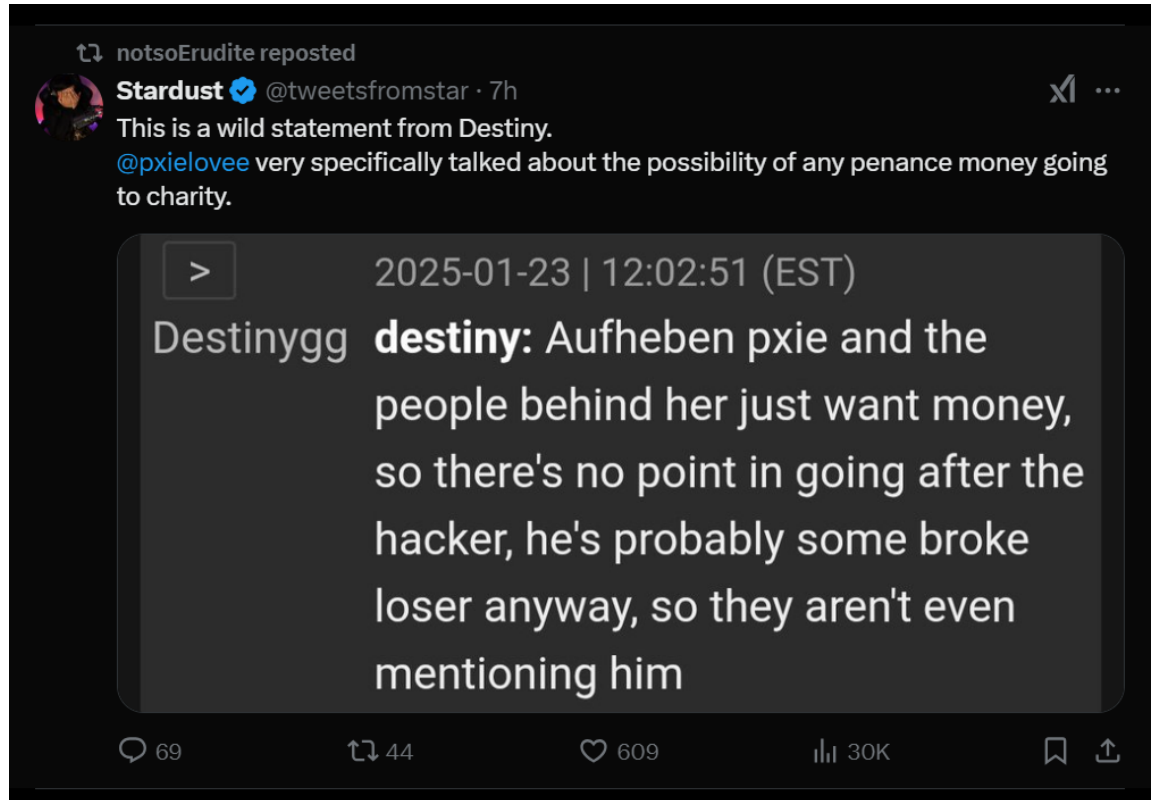 notsoErudite reposted
Stardust @tweetsfromstar · 7h
This is a wild statement from Destiny.
@pxielovee very specifically talked about the possibility of any penance money going
to charity.
> 2025-01-23 | 12:02:51 (EST)
Destinygg destiny: Aufheben pxie and the
people behind her just want money,
so there's no point in going after the
hacker, he's probably some broke
loser anyway, so they aren't even
mentioning him
69 44 609 30K